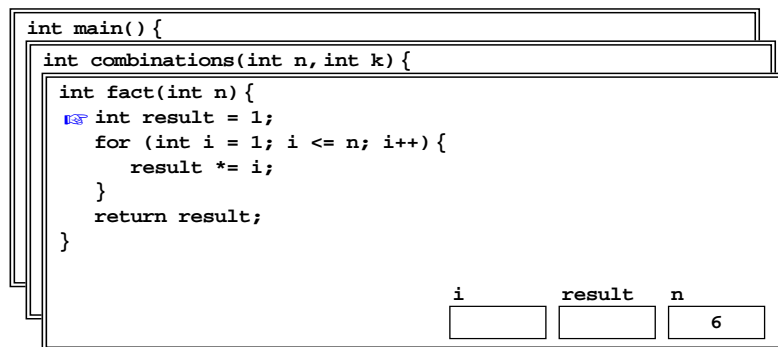 int main() {
int combinations(int n, int k) {
int fact(int n) {
☞ int result = 1;
for (int i = 1; i <= n; i++) {
result *= i;
}
return result;
}
i result n
6